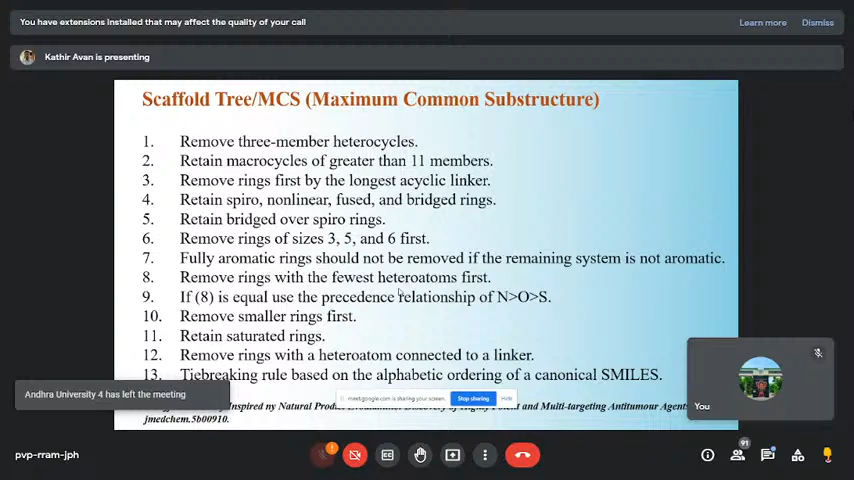 You have extensions installed that may affect the quality of your call
Learn more
Dismiss
Kathir Avan is presenting
Scaffold Tree/MCS (Maximum Common Substructure)
1. Remove three-member heterocycles.
2. Retain macrocycles of greater than 11 members.
3. Remove rings first by the longest acyclic linker.
4. Retain spiro, nonlinear, fused, and bridged rings.
5. Retain bridged over spiro rings.
6. Remove rings of sizes 3, 5, and 6 first.
7. Fully aromatic rings should not be removed if the remaining system is not aromatic.
8. Remove rings with the fewest heteroatoms first.
9. If (8) is equal use the precedence relationship of N>O>S.
10. Remove smaller rings first.
11. Retain saturated rings.
12. Remove rings with a heteroatom connected to a linker.
13. Tiebreaking rule based on the alphabetic ordering of a canonical SMILES.
Andhra University 4 has left the meeting
meet.google.com is sharing your screen.
Stop sharing
Hide
Inspired by Natural and Multi-targeting Antitumour Agents
jmedchem.5b00910.
You
pvp-rram-jph
1
91